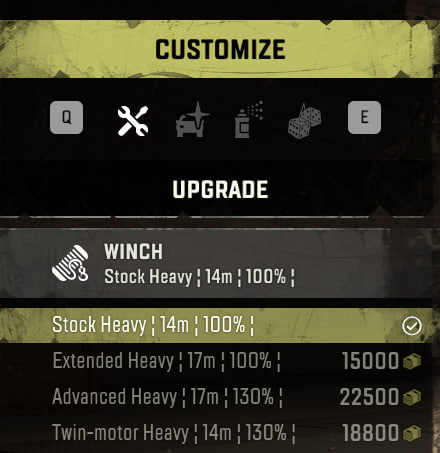 CUSTOMIZE
Q E
UPGRADE
WINCH
Stock Heavy ¦ 14m ¦ 100% ¦
Stock Heavy ¦ 14m ¦ 100% ¦
Extended Heavy ¦ 17m ¦ 100% ¦ 15000
Advanced Heavy ¦ 17m ¦ 130% ¦ 22500
Twin-motor Heavy ¦ 14m ¦ 130% ¦ 18800